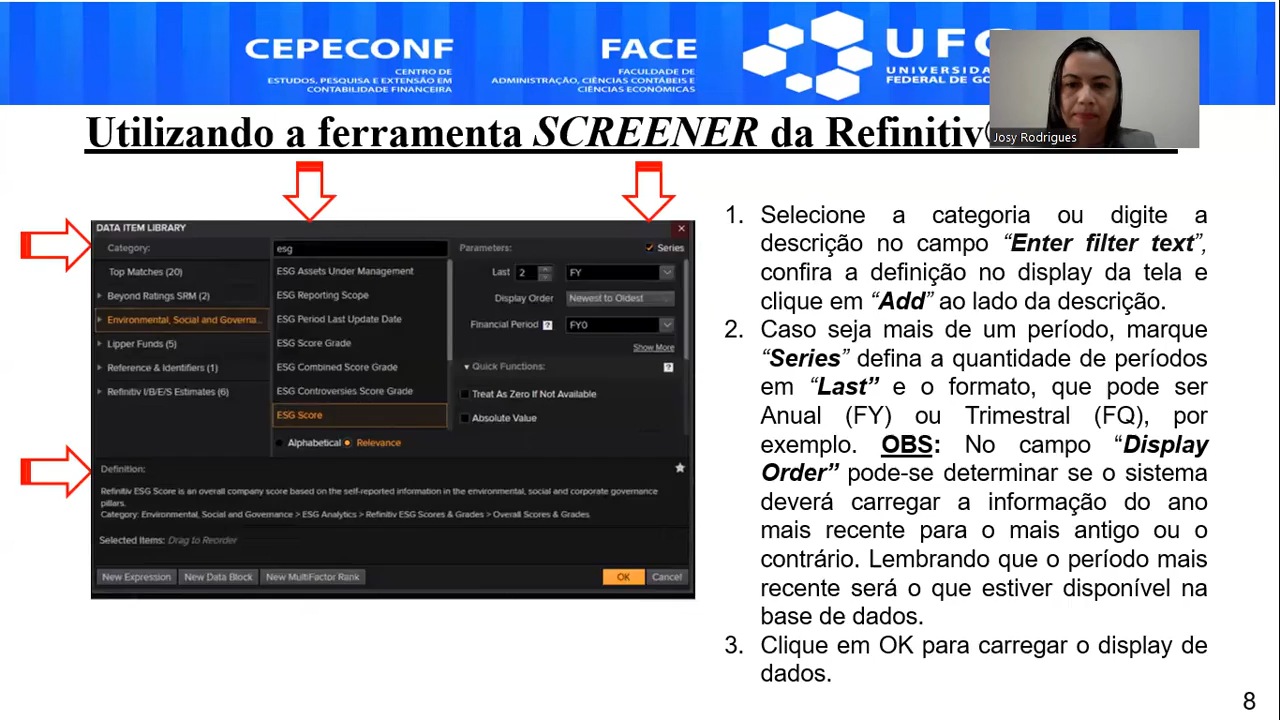 CEPECONF
CENTRO DE
ESTUDOS, PESQUISA E EXTENSÃO EM
CONTABILIDADE FINANCEIRA
FACE
FACULDADE DE
ADMINISTRAÇÃO, CIÊNCIAS CONTÁBEIS E
CIÊNCIAS ECONÔMICAS
UNIVERSIDA
FEDERAL DE GO
Josy Rodrigues
Utilizando a ferramenta SCREENER da Refinitiv
DATA ITEM LIBRARY
Category:
Top Matches (20)
Beyond Ratings SRM (2)
Environmental, Social and Governa...
Lipper Funds (5)
Reference & Identifiers (1)
Refinitiv I/B/E/S Estimates (6)
esg
ESG Assets Under Management
ESG Reporting Scope
ESG Period Last Update Date
ESG Score Grade
ESG Combined Score Grade
ESG Controversies Score Grade
ESG Score
Alphabetical Relevance
Parameters: Series
Last 2 FY
Display Order Newest to Oldest
Financial Period ? FY0
Show More
Quick Functions: ?
Treat As Zero If Not Available
Absolute Value
Definition:
Refinitiv ESG Score is an overall company score based on the self-reported information in the environmental, social and corporate governance
pillars.
Category: Environmental, Social and Governance > ESG Analytics > Refinitiv ESG Scores & Grades > Overall Scores & Grades
Selected Items: Drag to Reorder
New Expression New Data Block New MultiFactor Rank OK Cancel
1. Selecione a categoria ou digite a
descrição no campo “Enter filter text”,
confira a definição no display da tela e
clique em “Add” ao lado da descrição.
2. Caso seja mais de um período, marque
“Series” defina a quantidade de períodos
em “Last” e o formato, que pode ser
Anual (FY) ou Trimestral (FQ), por
exemplo. OBS: No campo “Display
Order” pode-se determinar se o sistema
deverá carregar a informação do ano
mais recente para o mais antigo ou o
contrário. Lembrando que o período mais
recente será o que estiver disponível na
base de dados.
3. Clique em OK para carregar o display de
dados.
8